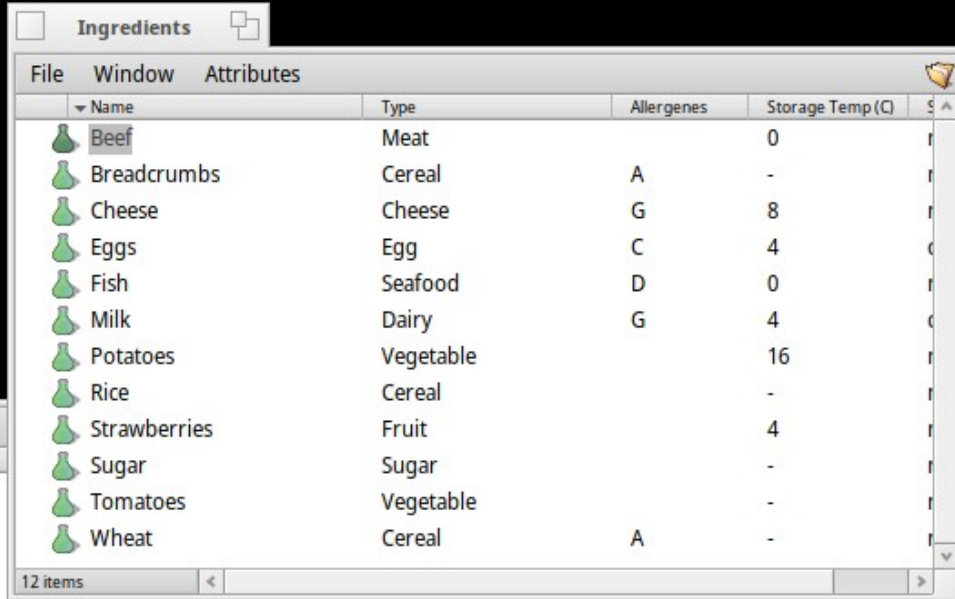 Ingredients
File Window Attributes
Name Type Allergenes Storage Temp (C) S
Beef Meat 0
Breadcrumbs Cereal A -
Cheese Cheese G 8
Eggs Egg C 4
Fish Seafood D 0
Milk Dairy G 4
Potatoes Vegetable 16
Rice Cereal -
Strawberries Fruit 4
Sugar Sugar -
Tomatoes Vegetable -
Wheat Cereal A -
12 items